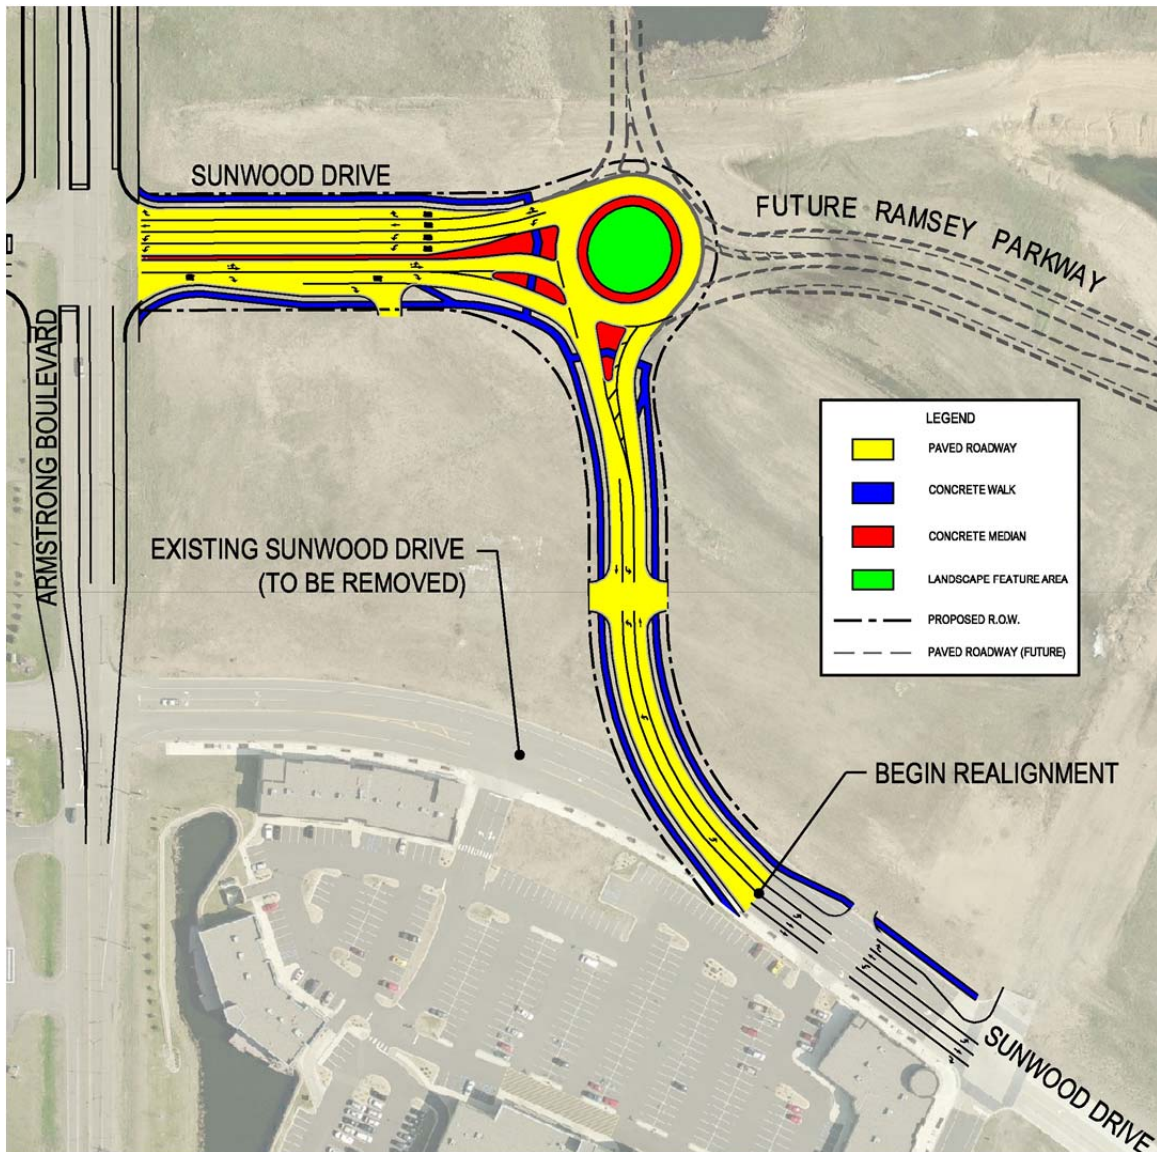 SUNWOOD DRIVE
FUTURE RAMSEY PARKWAY
ARMSTRONG BOULEVARD
LEGEND
PAVED ROADWAY
CONCRETE WALK
CONCRETE MEDIAN
LANDSCAPE FEATURE AREA
PROPOSED R.O.W.
PAVED ROADWAY (FUTURE)
EXISTING SUNWOOD DRIVE
(TO BE REMOVED)
BEGIN REALIGNMENT
SUNWOOD DRIVE